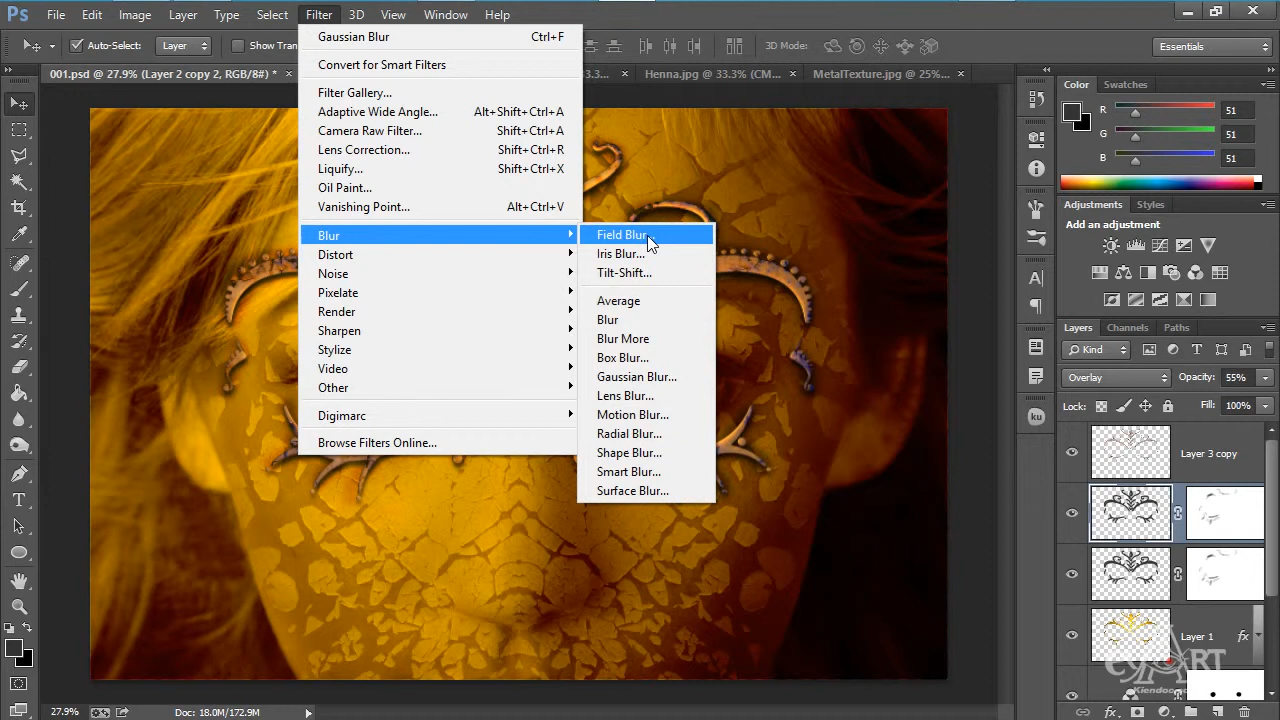 Ps File Edit Image Layer Type Select Filter 3D View Window Help
Auto-Select: Layer Show Tran 3D Mode: Essentials
001.psd @ 27.9% (Layer 2 copy 2, RGB/8#) * × 3.3... × Henna.jpg @ 33.3% (CM... × MetalTexture.jpg @ 25%... ×
Gaussian Blur Ctrl+F
Convert for Smart Filters
Filter Gallery...
Adaptive Wide Angle... Alt+Shift+Ctrl+A
Camera Raw Filter... Shift+Ctrl+A
Lens Correction... Shift+Ctrl+R
Liquify... Shift+Ctrl+X
Oil Paint...
Vanishing Point... Alt+Ctrl+V
Blur
Distort
Noise
Pixelate
Render
Sharpen
Stylize
Video
Other
Digimarc
Browse Filters Online...
Field Blur...
Iris Blur...
Tilt-Shift...
Average
Blur
Blur More
Box Blur...
Gaussian Blur...
Lens Blur...
Motion Blur...
Radial Blur...
Shape Blur...
Smart Blur...
Surface Blur...
Color Swatches
R 51
G 51
B 51
Adjustments Styles
Add an adjustment
Layers Channels Paths
Kind
Overlay Opacity: 55%
Lock: Fill: 100%
Layer 3 copy
Layer 1 fx
27.9% Doc: 18.0M/172.9M